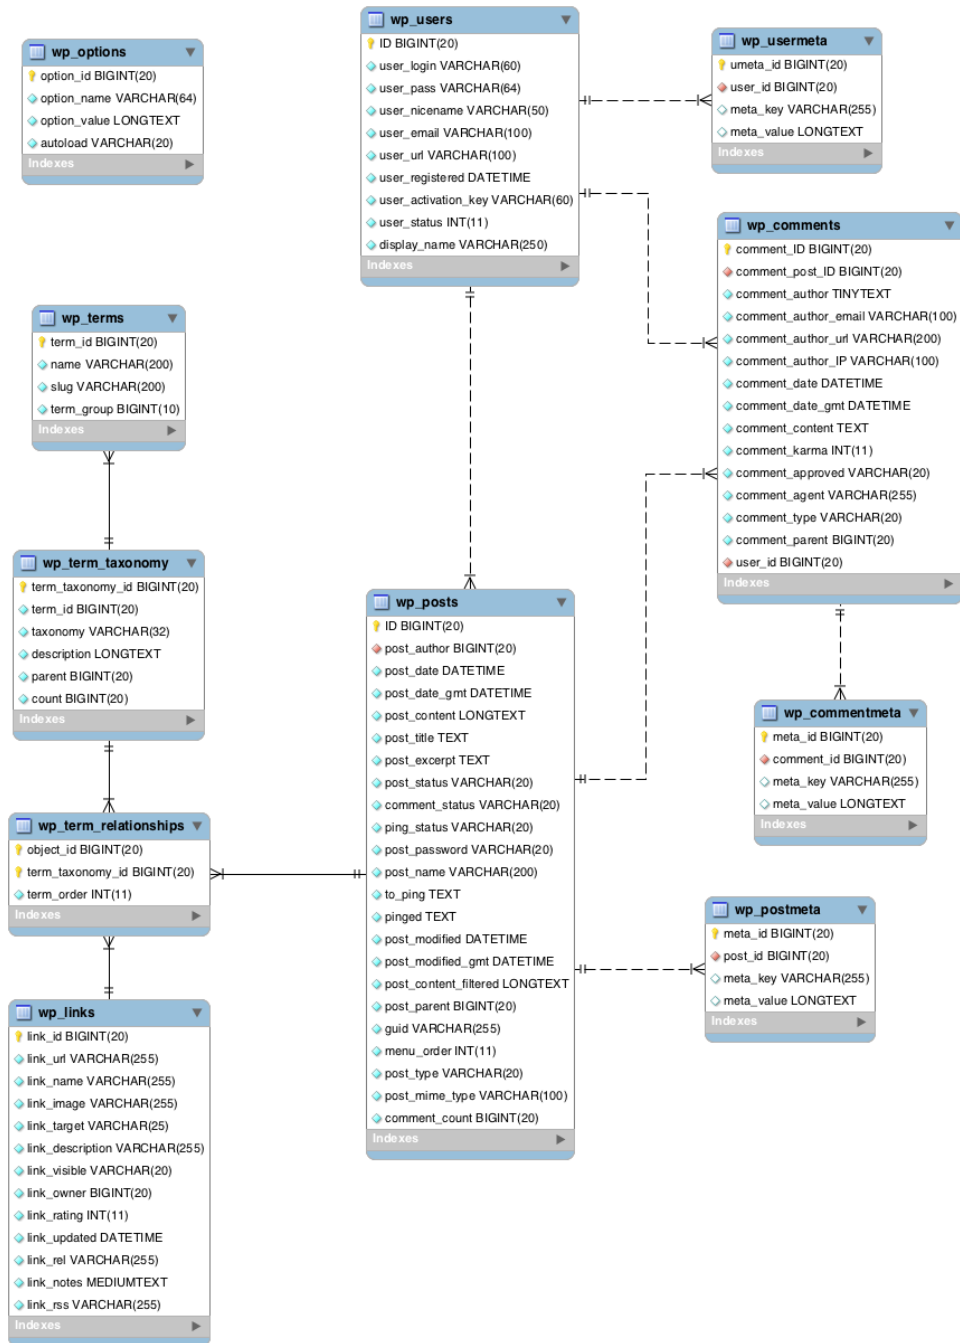 wp_options
option_id BIGINT(20)
option_name VARCHAR(64)
option_value LONGTEXT
autoload VARCHAR(20)
Indexes
wp_users
ID BIGINT(20)
user_login VARCHAR(60)
user_pass VARCHAR(64)
user_nicename VARCHAR(50)
user_email VARCHAR(100)
user_url VARCHAR(100)
user_registered DATETIME
user_activation_key VARCHAR(60)
user_status INT(11)
display_name VARCHAR(250)
Indexes
wp_usermeta
umeta_id BIGINT(20)
user_id BIGINT(20)
meta_key VARCHAR(255)
meta_value LONGTEXT
Indexes
wp_comments
comment_ID BIGINT(20)
comment_post_ID BIGINT(20)
comment_author TINYTEXT
comment_author_email VARCHAR(100)
comment_author_url VARCHAR(200)
comment_author_IP VARCHAR(100)
comment_date DATETIME
comment_date_gmt DATETIME
comment_content TEXT
comment_karma INT(11)
comment_approved VARCHAR(20)
comment_agent VARCHAR(255)
comment_type VARCHAR(20)
comment_parent BIGINT(20)
user_id BIGINT(20)
Indexes
wp_terms
term_id BIGINT(20)
name VARCHAR(200)
slug VARCHAR(200)
term_group BIGINT(10)
Indexes
wp_term_taxonomy
term_taxonomy_id BIGINT(20)
term_id BIGINT(20)
taxonomy VARCHAR(32)
description LONGTEXT
parent BIGINT(20)
count BIGINT(20)
Indexes
wp_posts
ID BIGINT(20)
post_author BIGINT(20)
post_date DATETIME
post_date_gmt DATETIME
post_content LONGTEXT
post_title TEXT
post_excerpt TEXT
post_status VARCHAR(20)
comment_status VARCHAR(20)
ping_status VARCHAR(20)
post_password VARCHAR(20)
post_name VARCHAR(200)
to_ping TEXT
pinged TEXT
post_modified DATETIME
post_modified_gmt DATETIME
post_content_filtered LONGTEXT
post_parent BIGINT(20)
guid VARCHAR(255)
menu_order INT(11)
post_type VARCHAR(20)
post_mime_type VARCHAR(100)
comment_count BIGINT(20)
Indexes
wp_commentmeta
meta_id BIGINT(20)
comment_id BIGINT(20)
meta_key VARCHAR(255)
meta_value LONGTEXT
Indexes
wp_term_relationships
object_id BIGINT(20)
term_taxonomy_id BIGINT(20)
term_order INT(11)
Indexes
wp_postmeta
meta_id BIGINT(20)
post_id BIGINT(20)
meta_key VARCHAR(255)
meta_value LONGTEXT
Indexes
wp_links
link_id BIGINT(20)
link_url VARCHAR(255)
link_name VARCHAR(255)
link_image VARCHAR(255)
link_target VARCHAR(25)
link_description VARCHAR(255)
link_visible VARCHAR(20)
link_owner BIGINT(20)
link_rating INT(11)
link_updated DATETIME
link_rel VARCHAR(255)
link_notes MEDIUMTEXT
link_rss VARCHAR(255)
Indexes